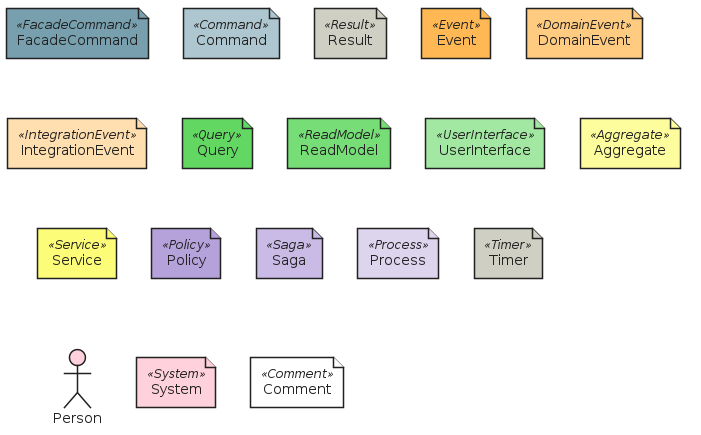 «FacadeCommand»
FacadeCommand
«Command»
Command
«Result»
Result
«Event»
Event
«DomainEvent»
DomainEvent
«IntegrationEvent»
IntegrationEvent
«Query»
Query
«ReadModel»
ReadModel
«UserInterface»
UserInterface
«Aggregate»
Aggregate
«Service»
Service
«Policy»
Policy
«Saga»
Saga
«Process»
Process
«Timer»
Timer
Person
«System»
System
«Comment»
Comment